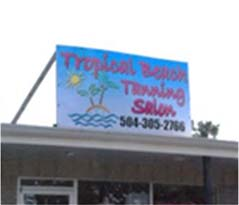 Tropical Beach
Tanning
Salon
504-305-2766